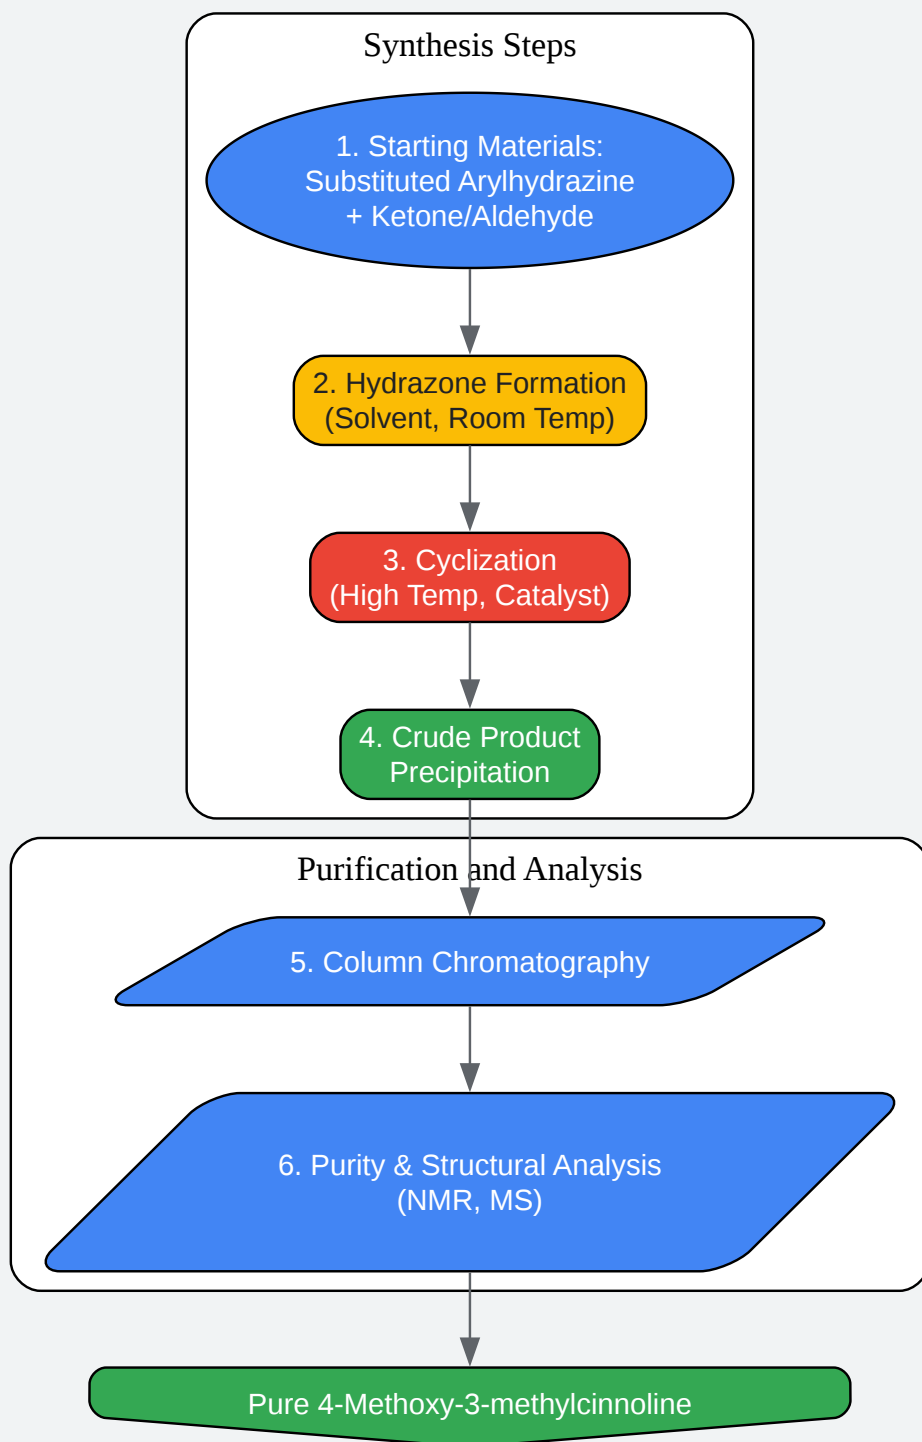 Synthesis Steps
1. Starting Materials:
Substituted Arylhydrazine
+ Ketone/Aldehyde
2. Hydrazone Formation
(Solvent, Room Temp)
3. Cyclization
(High Temp, Catalyst)
4. Crude Product
Precipitation
Purification and Analysis
5. Column Chromatography
6. Purity & Structural Analysis
(NMR, MS)
Pure 4-Methoxy-3-methylcinnoline